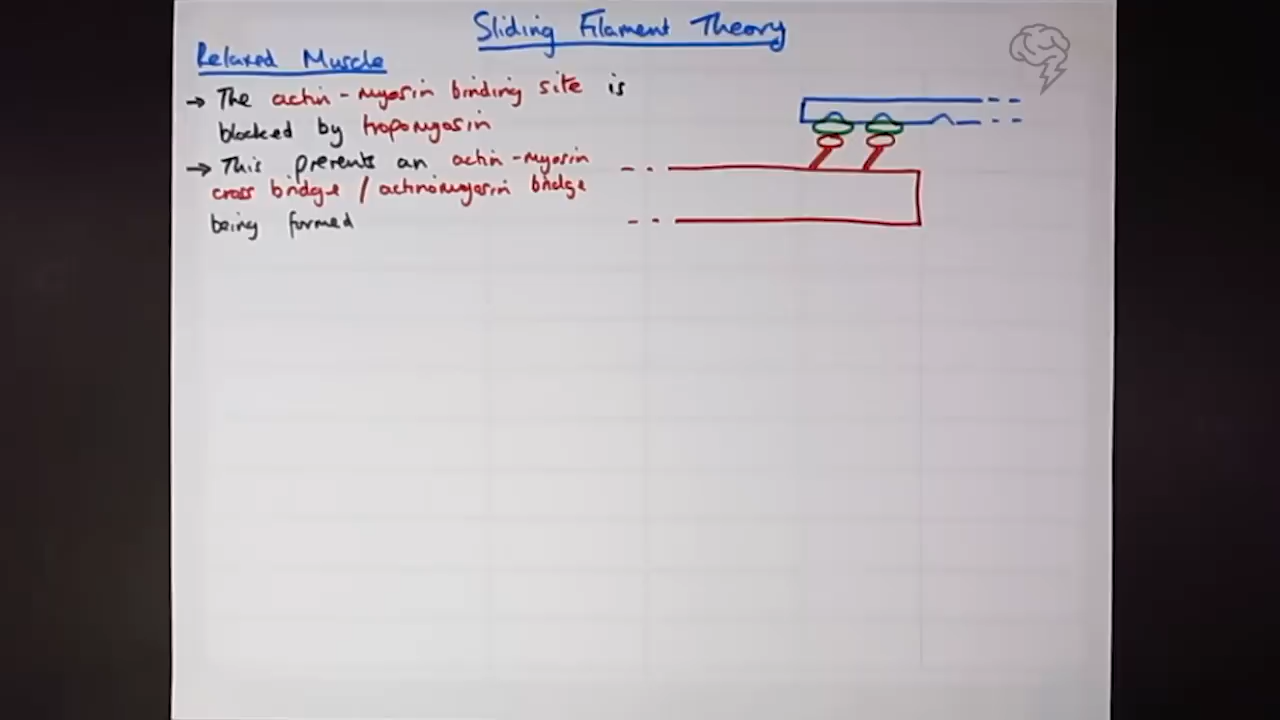 Sliding Filament Theory
Relaxed Muscle
→ The actin-myosin binding site is
blocked by tropomyosin
→ This prevents an actin-myosin
cross bridge / actinomyosin bridge
being formed